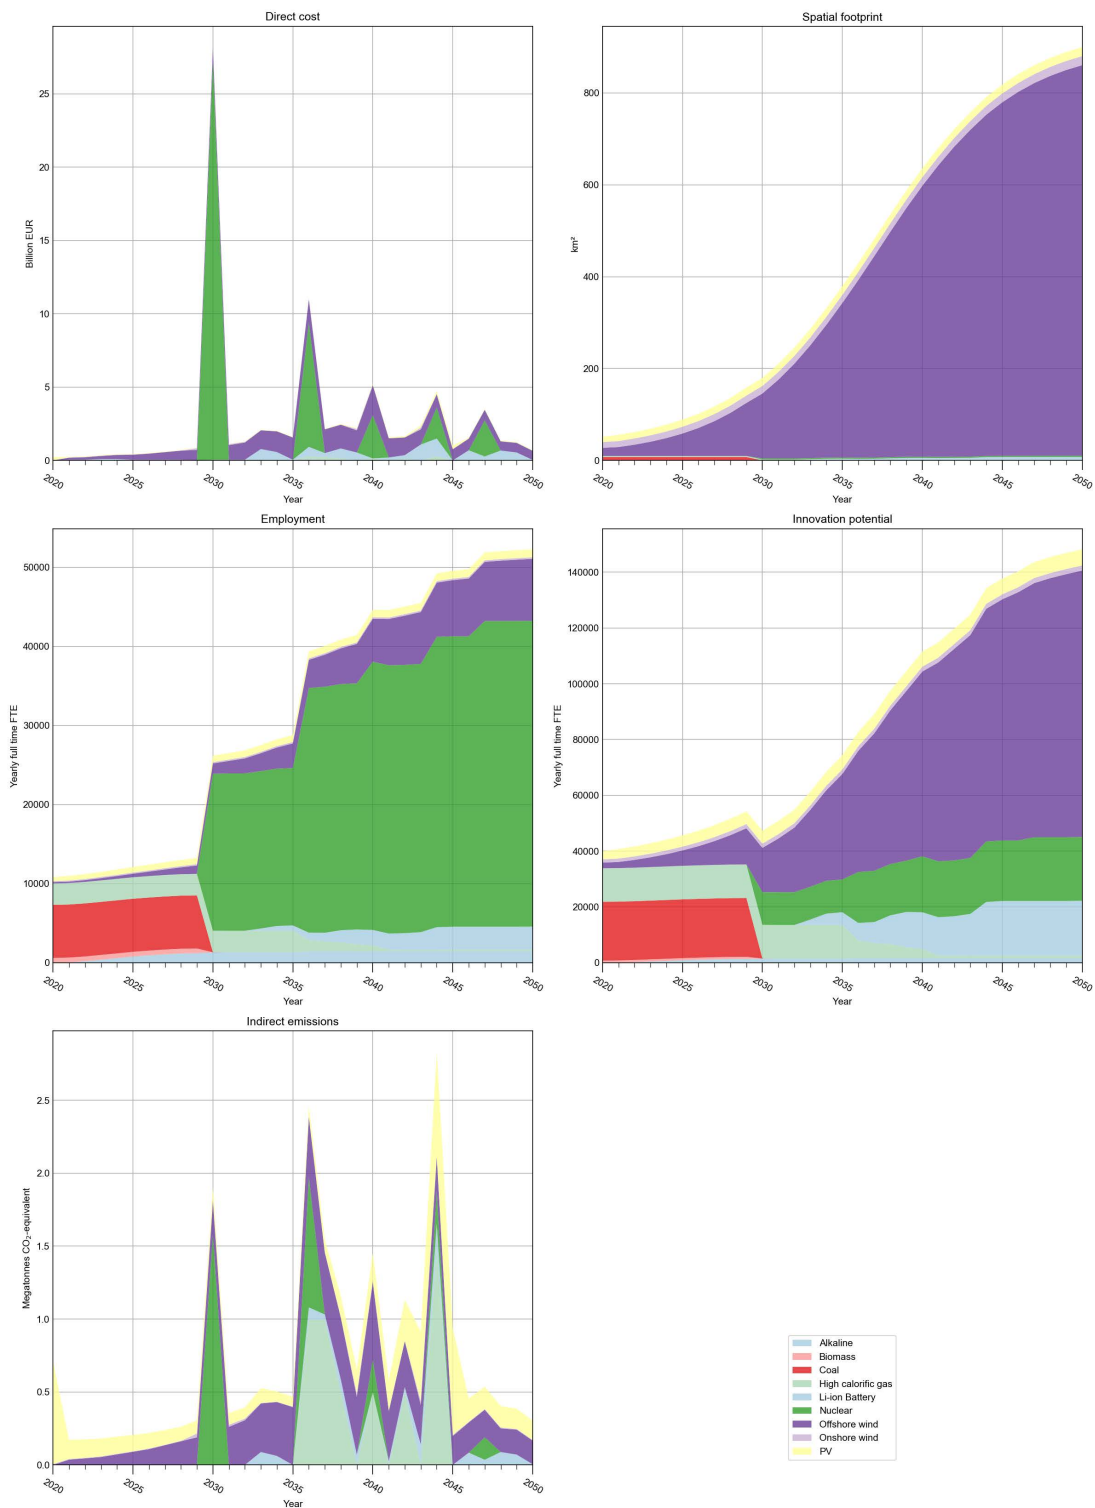 Direct cost
Billion EUR
25
20
15
10
5
0
2020
2025
2030
2035
2040
2045
2050
Year
Spatial footprint
km²
800
600
400
200
0
2020
2025
2030
2035
2040
2045
2050
Year
Employment
Yearly full time FTE
50000
40000
30000
20000
10000
0
2020
2025
2030
2035
2040
2045
2050
Year
Innovation potential
Yearly full time FTE
140000
120000
100000
80000
60000
40000
20000
0
2020
2025
2030
2035
2040
2045
2050
Year
Indirect emissions
Megatonnes CO₂-equivalent
2.5
2.0
1.5
1.0
0.5
0.0
2020
2025
2030
2035
2040
2045
2050
Year
Alkaline
Biomass
Coal
High calorific gas
Li-ion Battery
Nuclear
Offshore wind
Onshore wind
PV